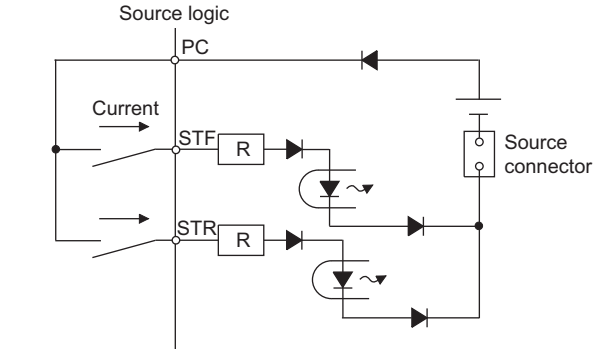 Source logic
PC
Current
STF
R
Source
connector
STR
R